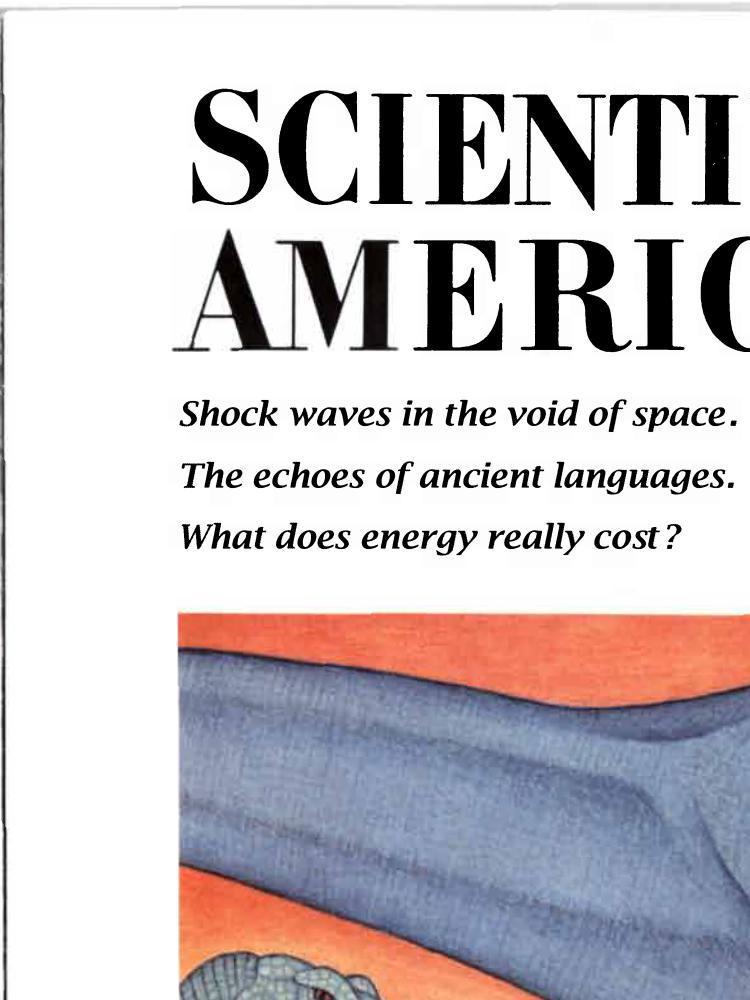 SCIENTI
AMERIC
Shock waves in the void of space.
The echoes of ancient languages.
What does energy really cost?